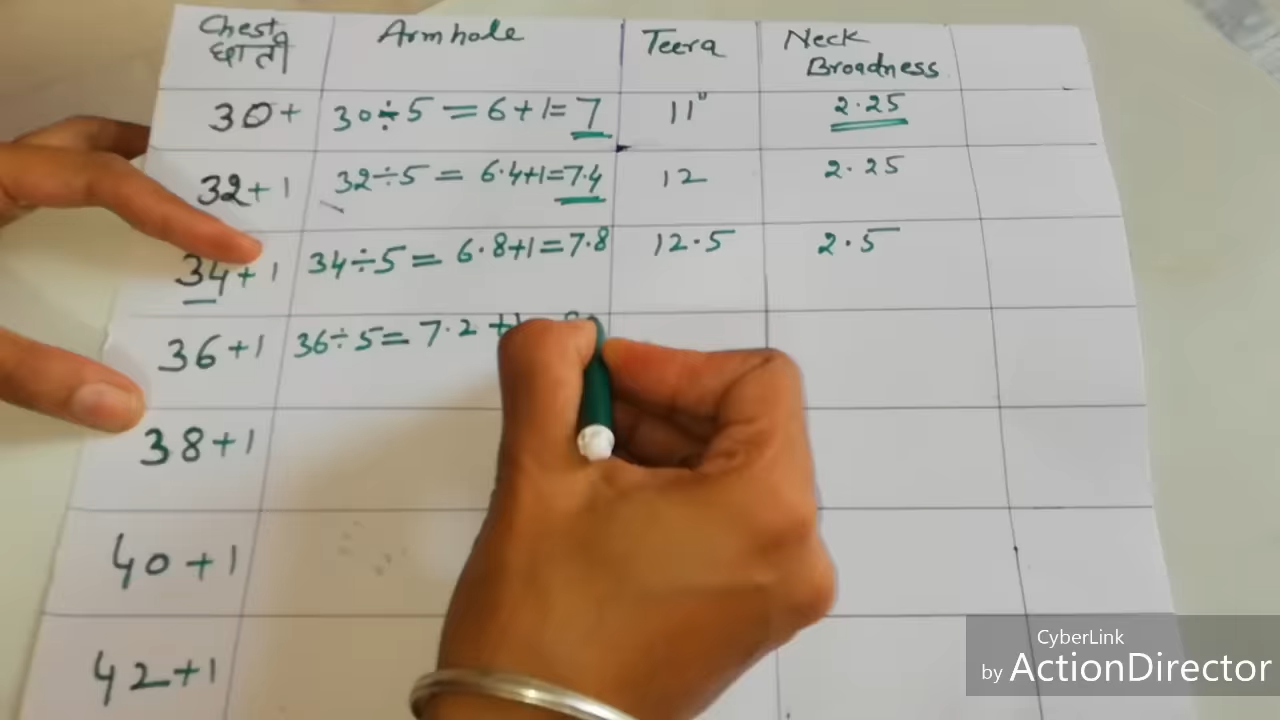 Chest Armhole Teera Neck
छाती Broadness
30+ 30÷5 = 6+1= 7 11" 2.25
32+1 32÷5 = 6.4+1=7.4 12 2.25
34+1 34÷5 = 6.8+1=7.8 12.5 2.5
36+1 36÷5= 7.2
38+1
40+1
42+1
CyberLink
by ActionDirector